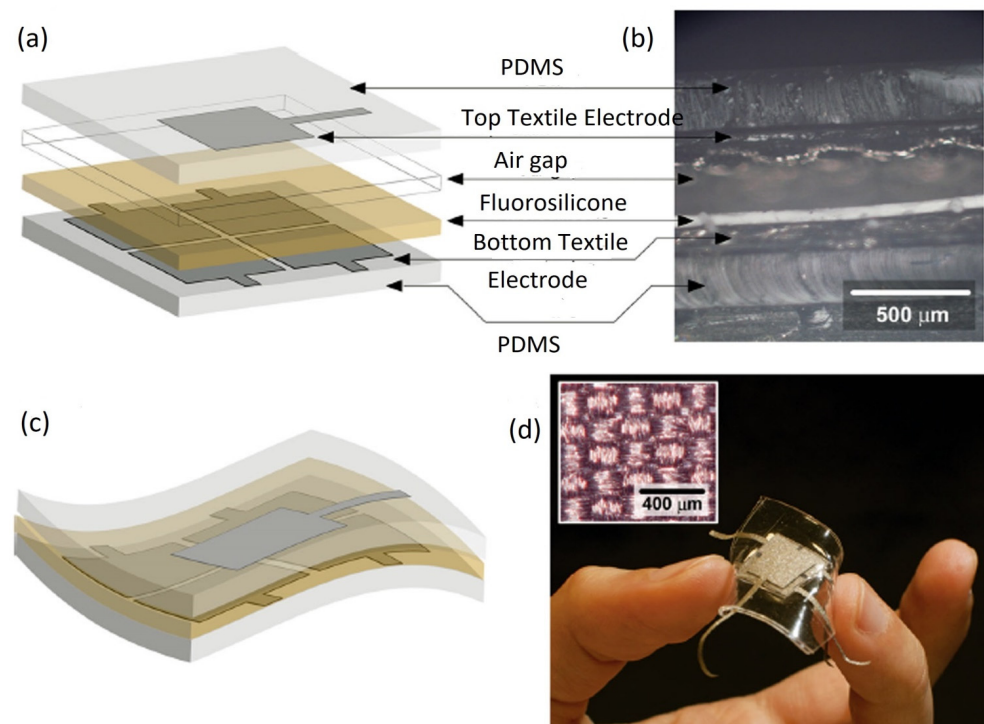 (a)
(b)
PDMS
Top Textile Electrode
Air gap
Fluorosilicone
Bottom Textile
Electrode
PDMS
500 μm
(c)
(d)
400 μm